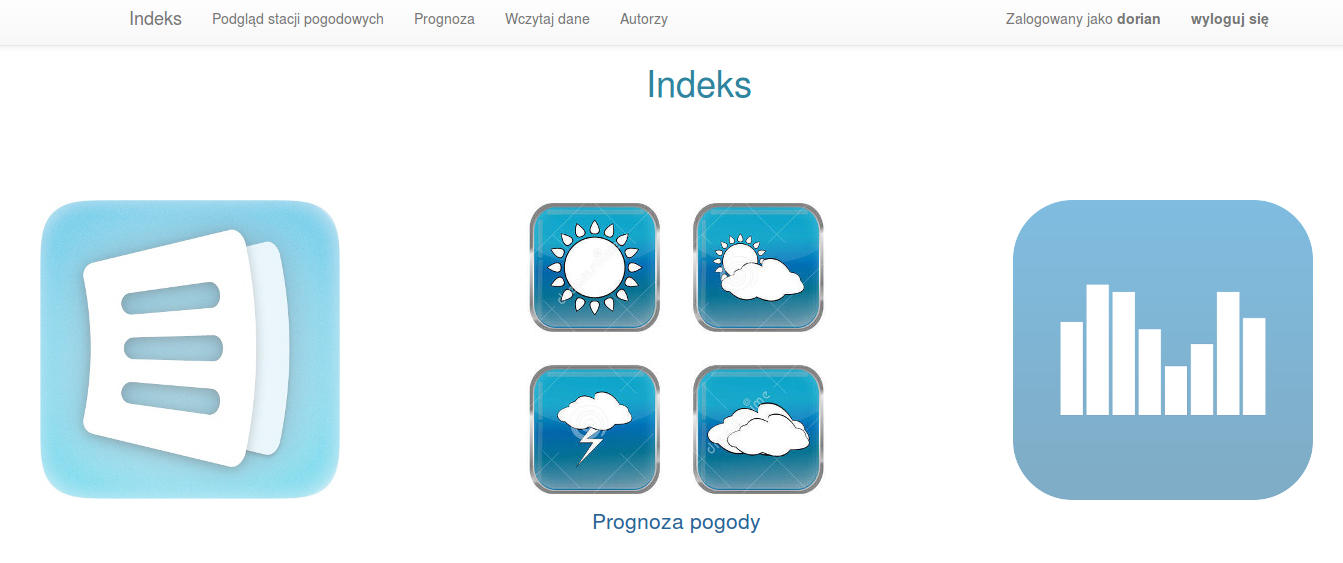 Indeks Podgląd stacji pogodowych Prognoza Wczytaj dane Autorzy Zalogowany jako dorian wyloguj się
Indeks
Prognoza pogody